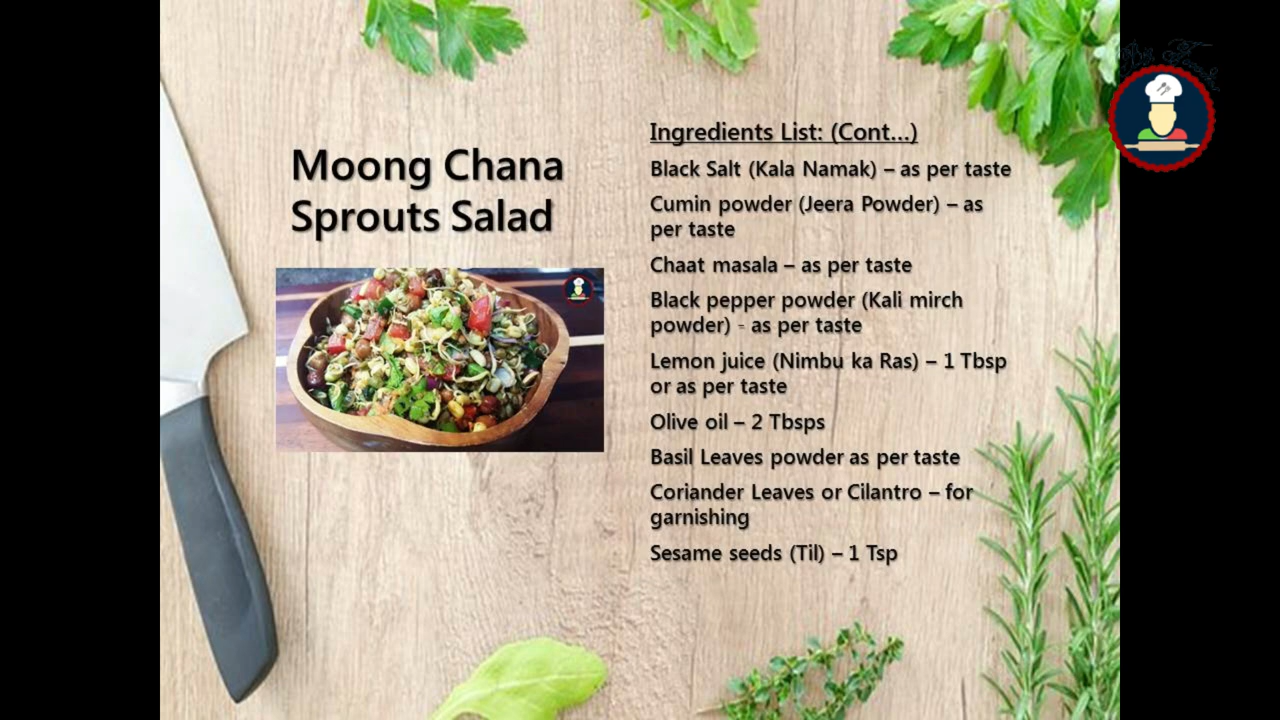 Moong Chana
Sprouts Salad
Ingredients List: (Cont...)
Black Salt (Kala Namak) – as per taste
Cumin powder (Jeera Powder) – as
per taste
Chaat masala – as per taste
Black pepper powder (Kali mirch
powder) - as per taste
Lemon juice (Nimbu ka Ras) – 1 Tbsp
or as per taste
Olive oil – 2 Tbsps
Basil Leaves powder as per taste
Coriander Leaves or Cilantro – for
garnishing
Sesame seeds (Til) – 1 Tsp